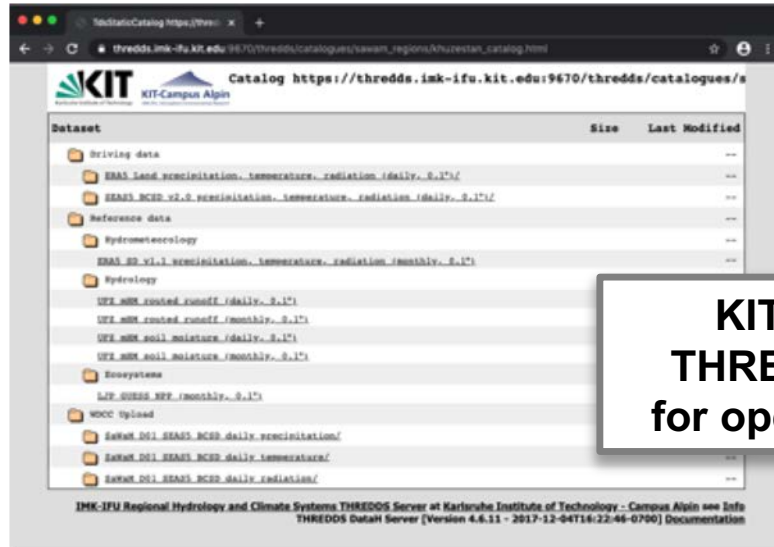 TdsStaticCatalog https://thred
thredds.imk-ifu.kit.edu:9670/thredds/catalogues/sawam_regions/khuzestan_catalog.html
KIT
Karlsruhe Institute of Technology
KIT-Campus Alpin
Catalog https://thredds.imk-ifu.kit.edu:9670/thredds/catalogues/s
Dataset Size Last Modified
Driving data --
ERA5 Land precipitation, temperature, radiation (daily, 0.1°)/ --
SEAS5 BCSD v2.0 precipitation, temperature, radiation (daily, 0.1°)/ --
Reference data --
Hydrometeorology --
ERA5 SD v1.1 precipitation, temperature, radiation (monthly, 0.1°)
Hydrology
UFZ mHM routed runoff (daily, 0.1°)
UFZ mHM routed runoff (monthly, 0.1°)
UFZ mHM soil moisture (daily, 0.1°)
UFZ mHM soil moisture (monthly, 0.1°)
Ecosystems
LJP GUESS NPP (monthly, 0.1°)
WDCC Upload
SaWaM D01 SEAS5 BCSD daily precipitation/
SaWaM D01 SEAS5 BCSD daily temperature/ --
SaWaM D01 SEAS5 BCSD daily radiation/ --
KIT
THRE
for ope
IMK-IFU Regional Hydrology and Climate Systems THREDDS Server at Karlsruhe Institute of Technology - Campus Alpin see Info
THREDDS DataH Server [Version 4.6.11 - 2017-12-04T16:22:46-0700] Documentation